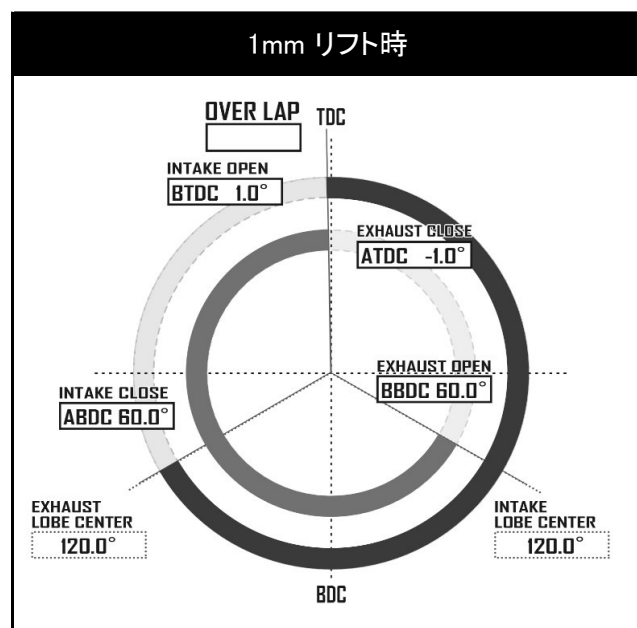 1mm リフト時
OVER LAP
TDC
INTAKE OPEN
BTDC 1.0°
EXHAUST CLOSE
ATDC -1.0°
EXHAUST OPEN
BBDC 60.0°
INTAKE CLOSE
ABDC 60.0°
EXHAUST
LOBE CENTER
120.0°
INTAKE
LOBE CENTER
120.0°
BDC